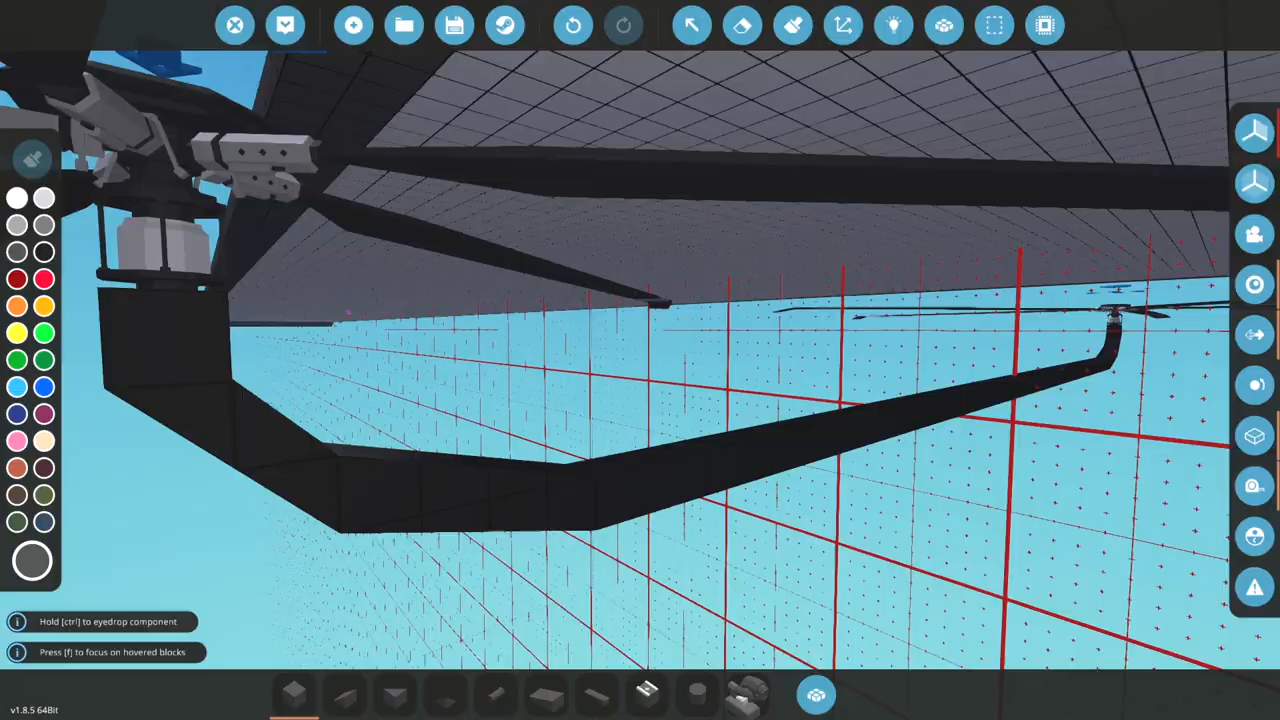 Hold [ctrl] to eyedrop component
Press [f] to focus on hovered blocks
v1.8.5 64Bit